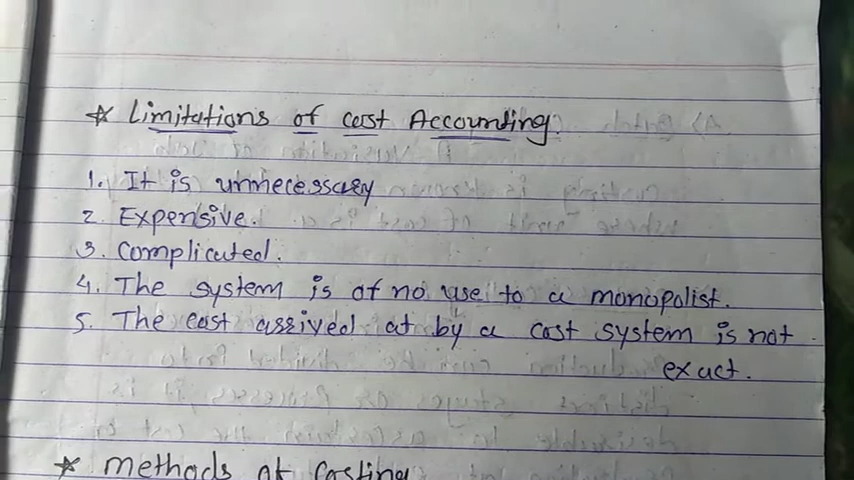 * Limitations of cost Accounting.
1. It is unnecessary
2. Expensive.
3. Complicated.
4. The system is of no use to a monopolist.
5. The cost assived at by a cost system is not
exact.
* methods of Costing